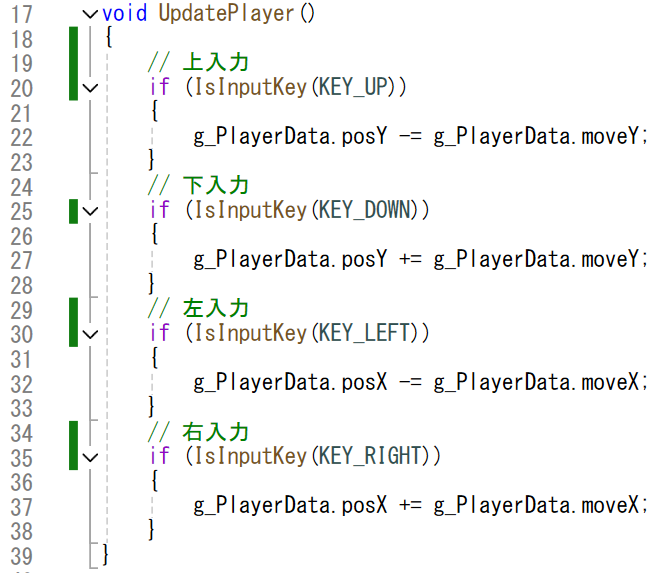 17 void UpdatePlayer()
18 {
19 // 上入力
20 if (IsInputKey(KEY_UP))
21 {
22 g_PlayerData.posY -= g_PlayerData.moveY;
23 }
24 // 下入力
25 if (IsInputKey(KEY_DOWN))
26 {
27 g_PlayerData.posY += g_PlayerData.moveY;
28 }
29 // 左入力
30 if (IsInputKey(KEY_LEFT))
31 {
32 g_PlayerData.posX -= g_PlayerData.moveX;
33 }
34 // 右入力
35 if (IsInputKey(KEY_RIGHT))
36 {
37 g_PlayerData.posX += g_PlayerData.moveX;
38 }
39 }